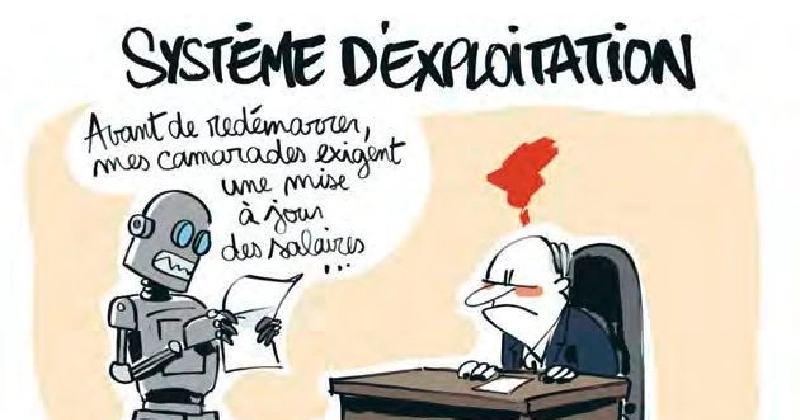 SYSTÈME D'EXPLOITATION
Avant de redémarrer,
mes camarades exigent
une mise
à jour
des salaires
...